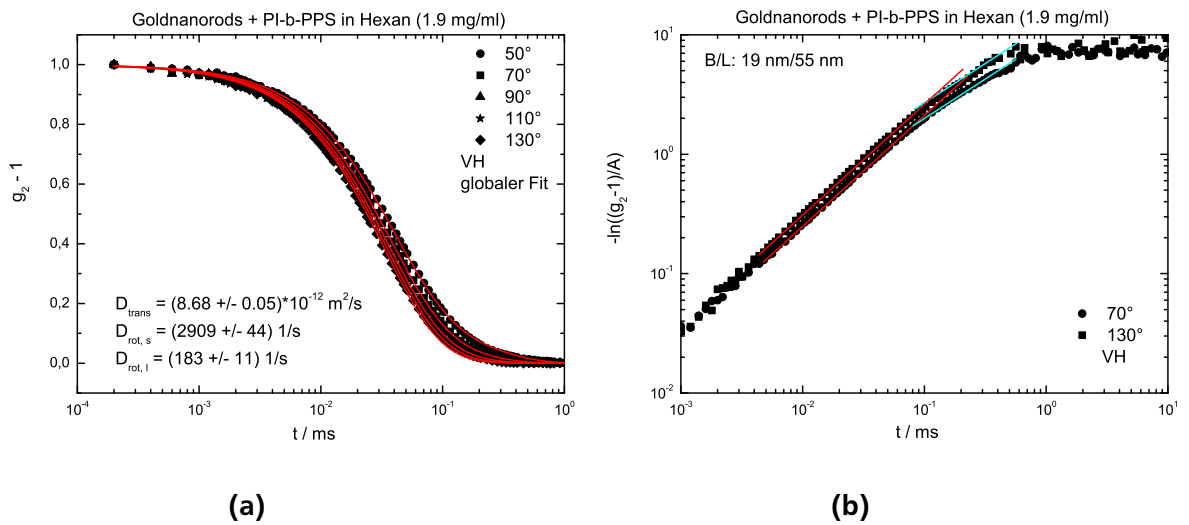 Goldnanorods + PI-b-PPS in Hexan (1.9 mg/ml)
1,0
0,8
0,6
0,4
0,2
0,0
g₂ - 1
50°
70°
90°
110°
130°
VH
globaler Fit
D_trans = (8.68 +/- 0.05)*10⁻¹² m²/s
D_rot, s = (2909 +/- 44) 1/s
D_rot, l = (183 +/- 11) 1/s
10⁻⁴ 10⁻³ 10⁻² 10⁻¹ 10⁰
t / ms
(a)
Goldnanorods + PI-b-PPS in Hexan (1.9 mg/ml)
B/L: 19 nm/55 nm
10¹
10⁰
10⁻¹
10⁻²
-ln((g₂-1)/A)
70°
130°
VH
10⁻³ 10⁻² 10⁻¹ 10⁰ 10¹
t / ms
(b)